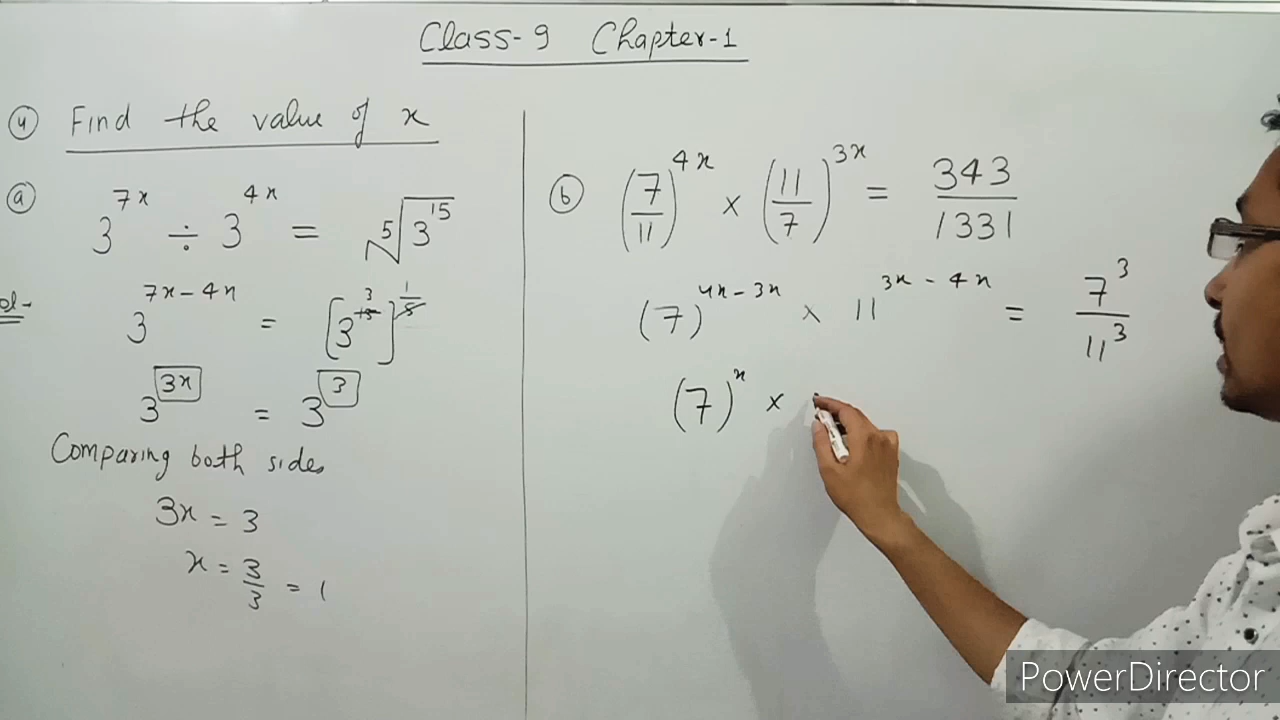 Class-9 Chapter-1
④ Find the value of x
ⓐ 3^{7x} ÷ 3^{4x} = ⁵√(3^{15})
3^{7x-4x} = [3^{15 3}]^{1/5}
3^{3x} = 3^{3}
Comparing both sides
3x = 3
x = 3/3 = 1
ⓑ (7/11)^{4x} × (11/7)^{3x} = 343/1331
(7)^{4x-3x} × 11^{3x-4x} = 7^3/11^3
(7)^x ×
PowerDirector